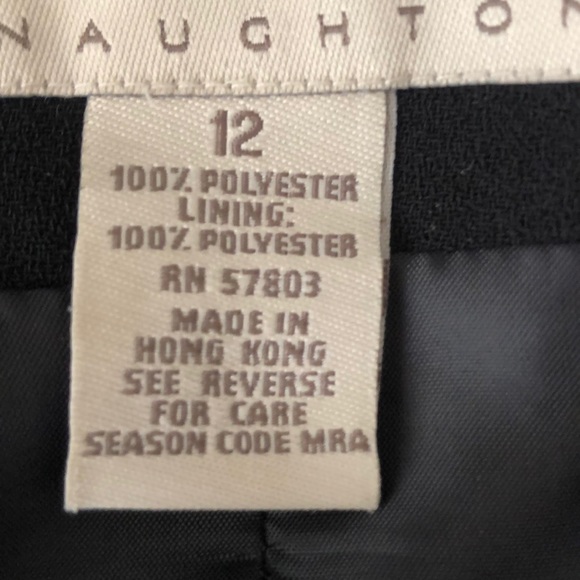 NAUGHTON
12
100% POLYESTER
LINING:
100% POLYESTER
RN 57803
MADE IN
HONG KONG
SEE REVERSE
FOR CARE
SEASON CODE MRA